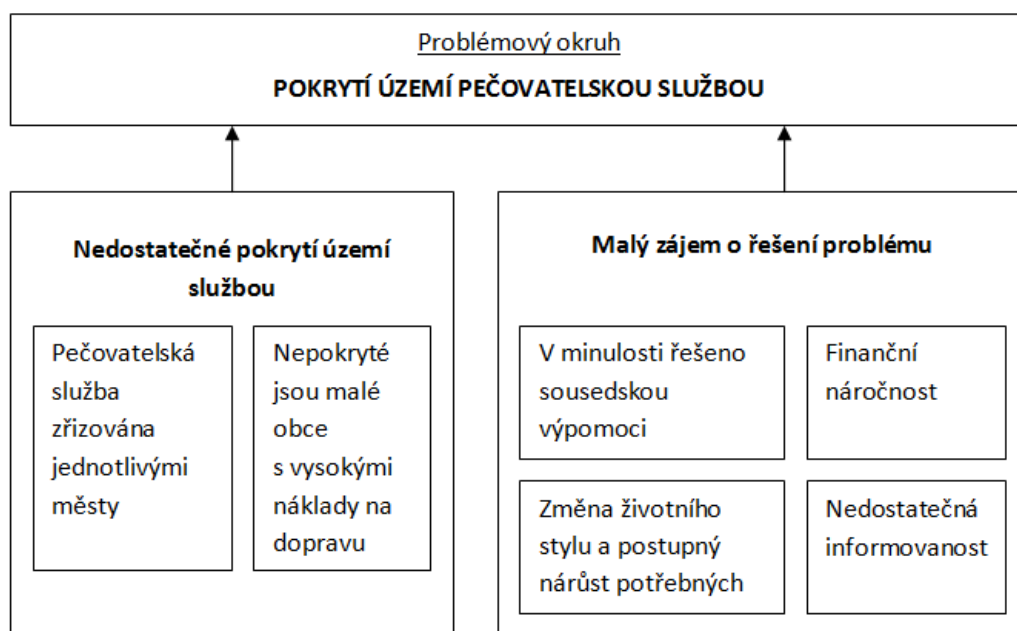 Problémový okruh
POKRYTÍ ÚZEMÍ PEČOVATELSKOU SLUŽBOU
Nedostatečné pokrytí území
službou
Pečovatelská
služba
zřizována
jednotlivými
městy
Nepokryté
jsou malé
obce
s vysokými
náklady na
dopravu
Malý zájem o řešení problému
V minulosti řešeno
sousedskou
výpomoci
Finanční
náročnost
Změna životního
stylu a postupný
nárůst potřebných
Nedostatečná
informovanost